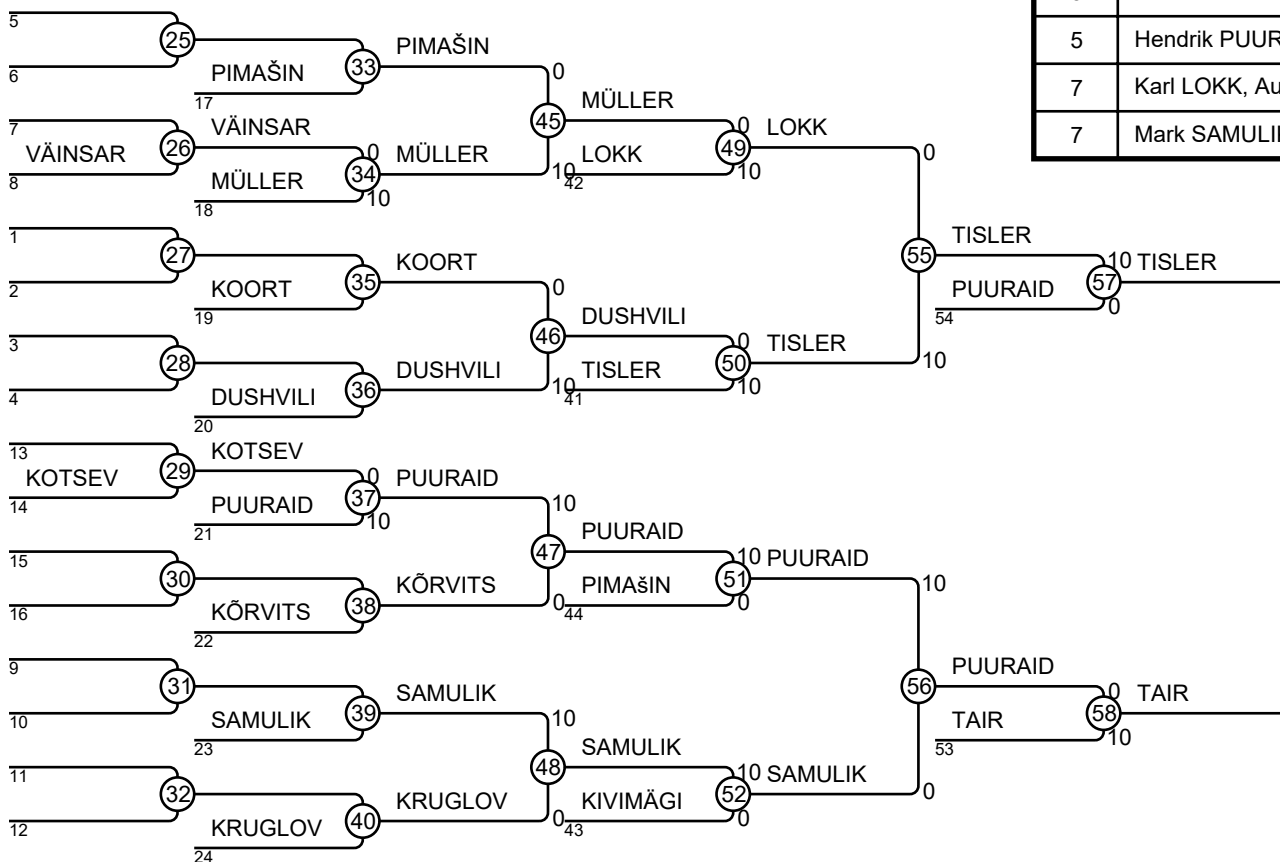 5
5 Hendrik PUUR
25
PIMAŠIN
6
PIMAŠIN 33
0
17
7 Karl LOKK, Au
7
VÄINSAR
MÜLLER
45
0 LOKK
VÄINSAR 26
0 MÜLLER
LOKK 49
0
7 Mark SAMULI
8
MÜLLER 34
10
42
10
18
10
1
TISLER
27
KOORT
55
10 TISLER
2
KOORT 35
0
PUURAID 57
19
54
0
3
DUSHVILI
46
0 TISLER
28
DUSHVILI
TISLER 50
10
4
DUSHVILI 36
10
41
10
20
13
KOTSEV
KOTSEV 29
0 PUURAID
14
PUURAID 37
10
21
10
15
PUURAID
47
10 PUURAID
30
KÕRVITS
PIMAšIN 51
10
16
KÕRVITS 38
0
44
0
22
9
PUURAID
31
SAMULIK
56
0 TAIR
10
SAMULIK 39
10
TAIR 58
23
53
10
11
SAMULIK
48
10 SAMULIK
32
KRUGLOV
KIVIMÄGI 52
0
12
KRUGLOV 40
0
43
0
24